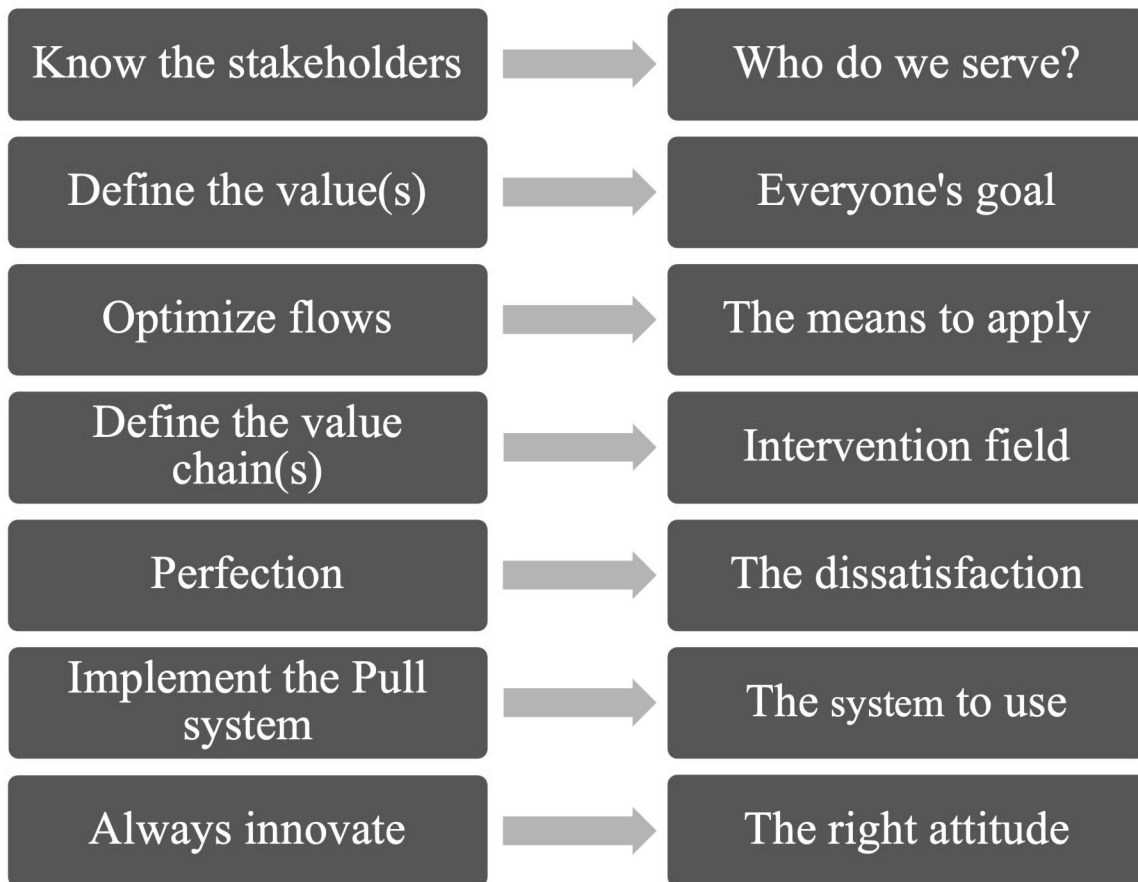 Know the stakeholders
Who do we serve?
Define the value(s)
Everyone's goal
Optimize flows
The means to apply
Define the value
chain(s)
Intervention field
Perfection
The dissatisfaction
Implement the Pull
system
The system to use
Always innovate
The right attitude